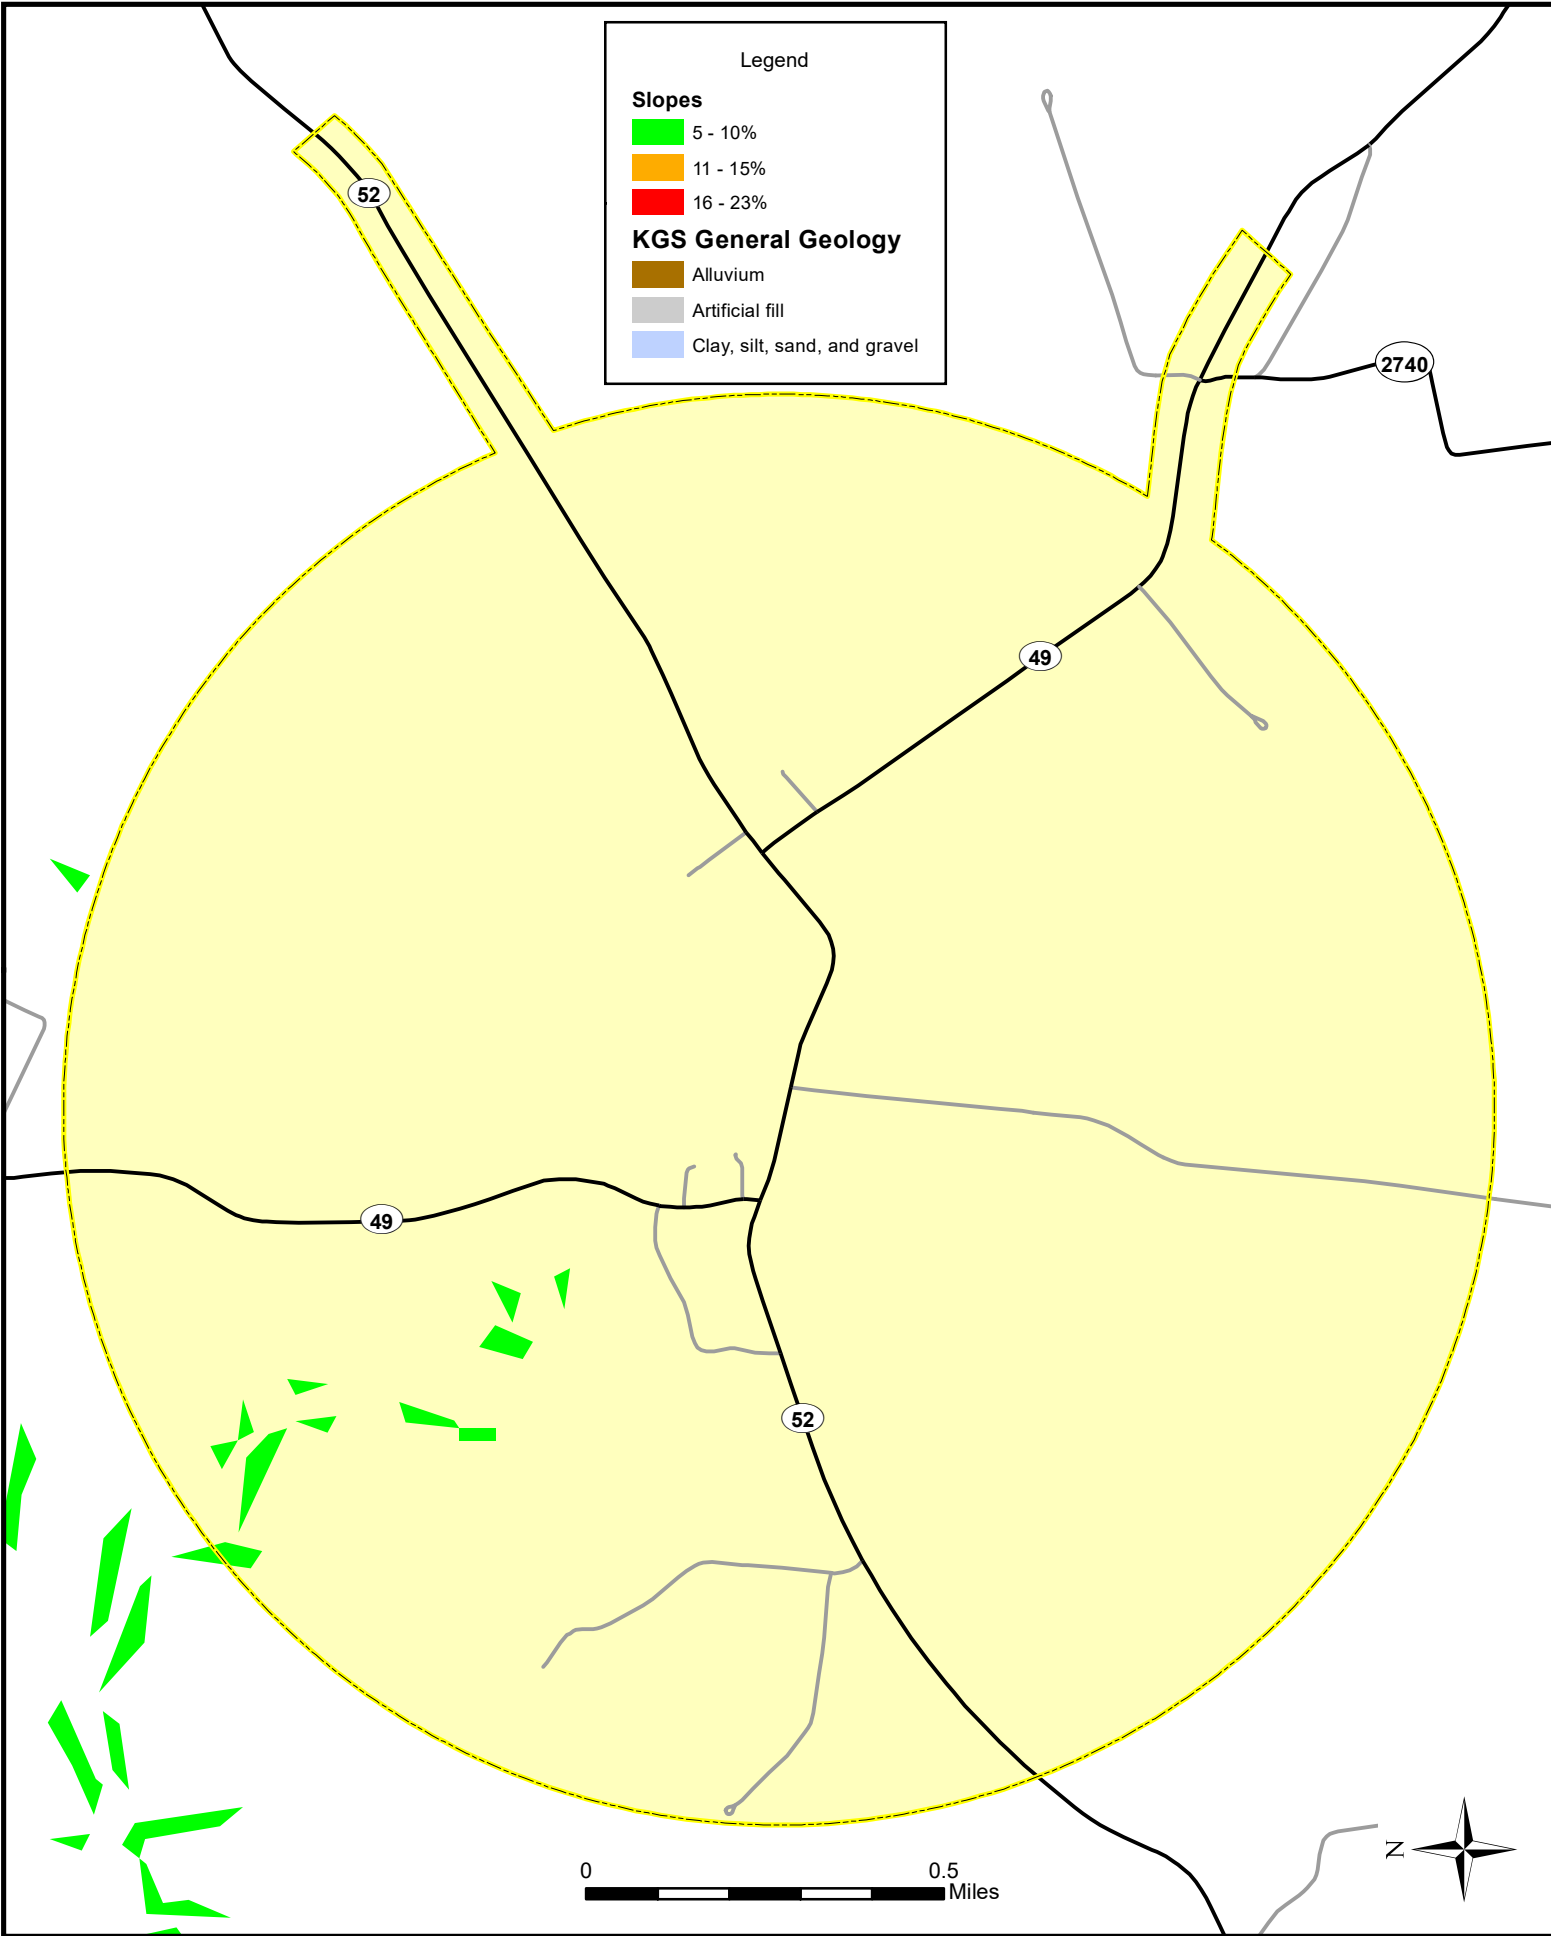 Legend
Slopes
5 - 10%
11 - 15%
16 - 23%
KGS General Geology
Alluvium
Artificial fill
Clay, silt, sand, and gravel
52
2740
49
49
52
0
0.5
Miles
N